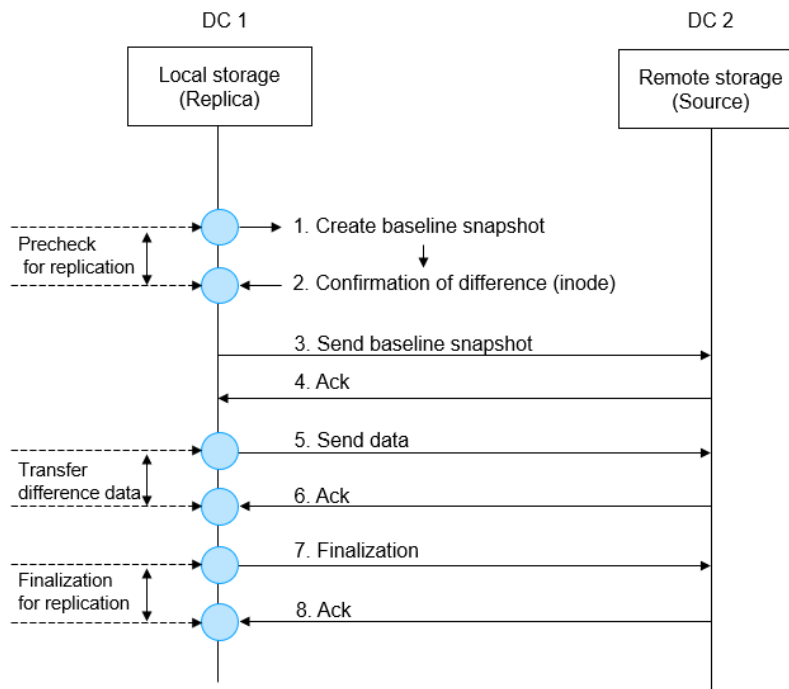 DC 1
DC 2
Local storage
(Replica)
Remote storage
(Source)
1. Create baseline snapshot
Precheck
for replication
2. Confirmation of difference (inode)
3. Send baseline snapshot
4. Ack
5. Send data
Transfer
difference data
6. Ack
7. Finalization
Finalization
for replication
8. Ack